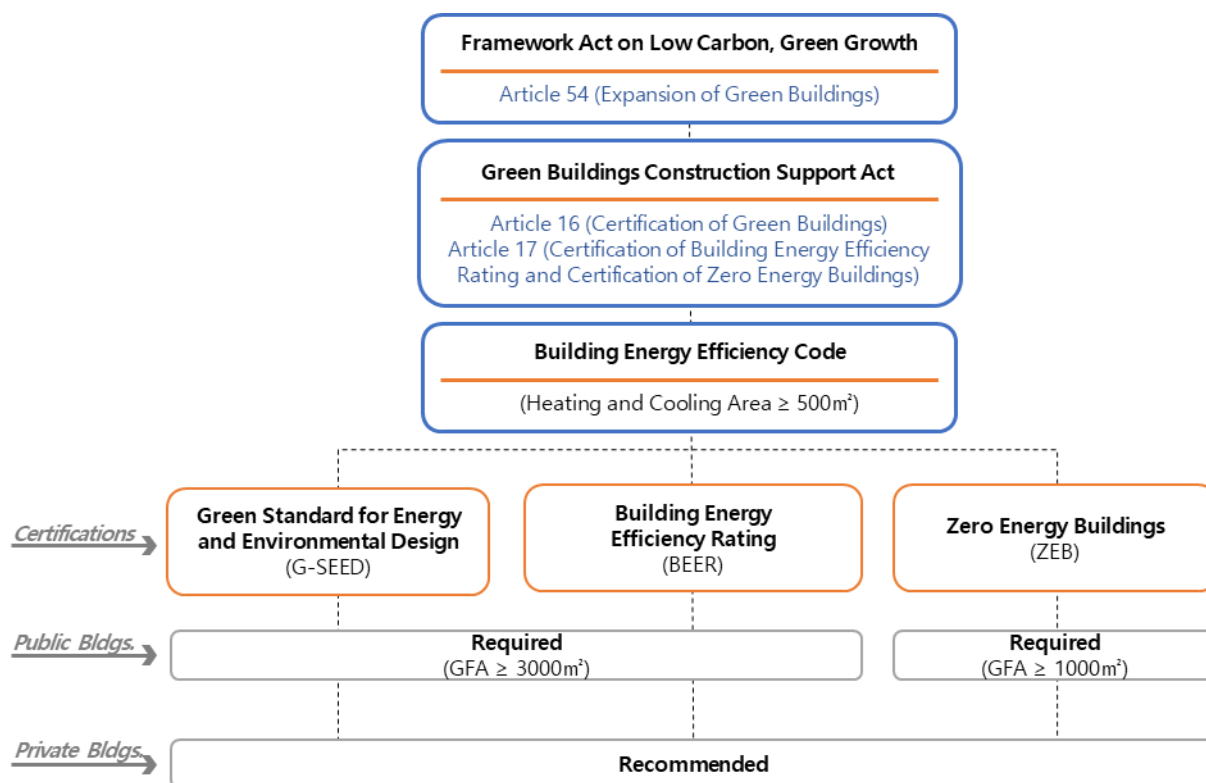 Framework Act on Low Carbon, Green Growth
Article 54 (Expansion of Green Buildings)
Green Buildings Construction Support Act
Article 16 (Certification of Green Buildings)
Article 17 (Certification of Building Energy Efficiency
Rating and Certification of Zero Energy Buildings)
Building Energy Efficiency Code
(Heating and Cooling Area ≥ 500㎡)
Certifications
Green Standard for Energy
and Environmental Design
(G-SEED)
Building Energy
Efficiency Rating
(BEER)
Zero Energy Buildings
(ZEB)
Public Bldgs.
Required
(GFA ≥ 3000㎡)
Required
(GFA ≥ 1000㎡)
Private Bldgs.
Recommended